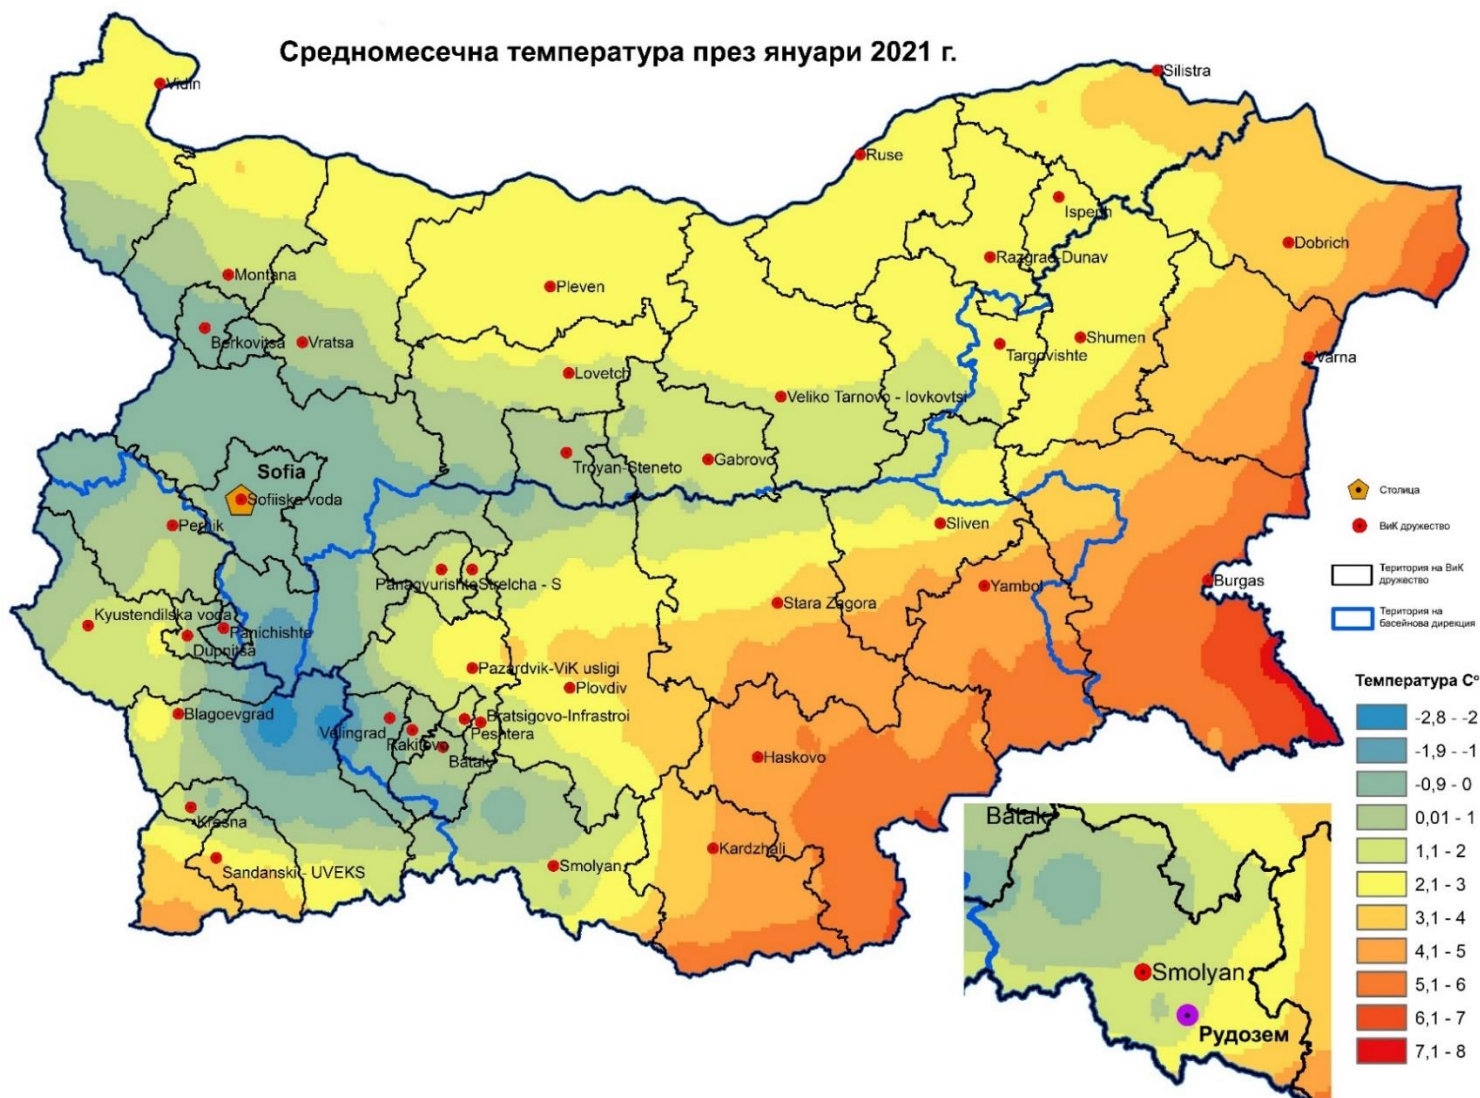 Средномесечна температура през януари 2021 г.
Vidin
Silistra
Ruse
Isperih
Dobrich
Razgrad-Dunav
Montana
Pleven
Berkovitsa
Vratsa
Targovishte
Shumen
Varna
Lovetch
Veliko Tarnovo - Iovkovtsi
Troyan-Steneto
Gabrovo
Sofia
Sofiiska voda
Pernik
Sliven
Panagyurishte
Strelcha - S
Burgas
Yambol
Stara Zagora
Kyustendilska voda
Panichishte
Dupnitsa
Pazardvik-ViK usligi
Plovdiv
Blagoevgrad
Velingrad
Bratsigovo-Infrastroi
Rakitovo
Peshtera
Batak
Haskovo
Kresna
Kardzhali
Sandanski - UVEKS
Smolyan
Столица
ВиК дружество
Територия на ВиК
дружество
Територия на
басейнова дирекция
Температура Cº
-2,8 - -2
-1,9 - -1
-0,9 - 0
0,01 - 1
1,1 - 2
2,1 - 3
3,1 - 4
4,1 - 5
5,1 - 6
6,1 - 7
7,1 - 8
Batak
Smolyan
Рудозем